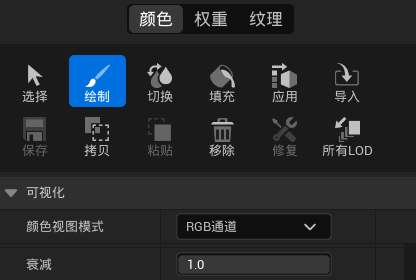 颜色 权重 纹理
选择 绘制 切换 填充 应用 导入
保存 拷贝 粘贴 移除 修复 所有LOD
可视化
颜色视图模式 RGB通道
衰减 1.0